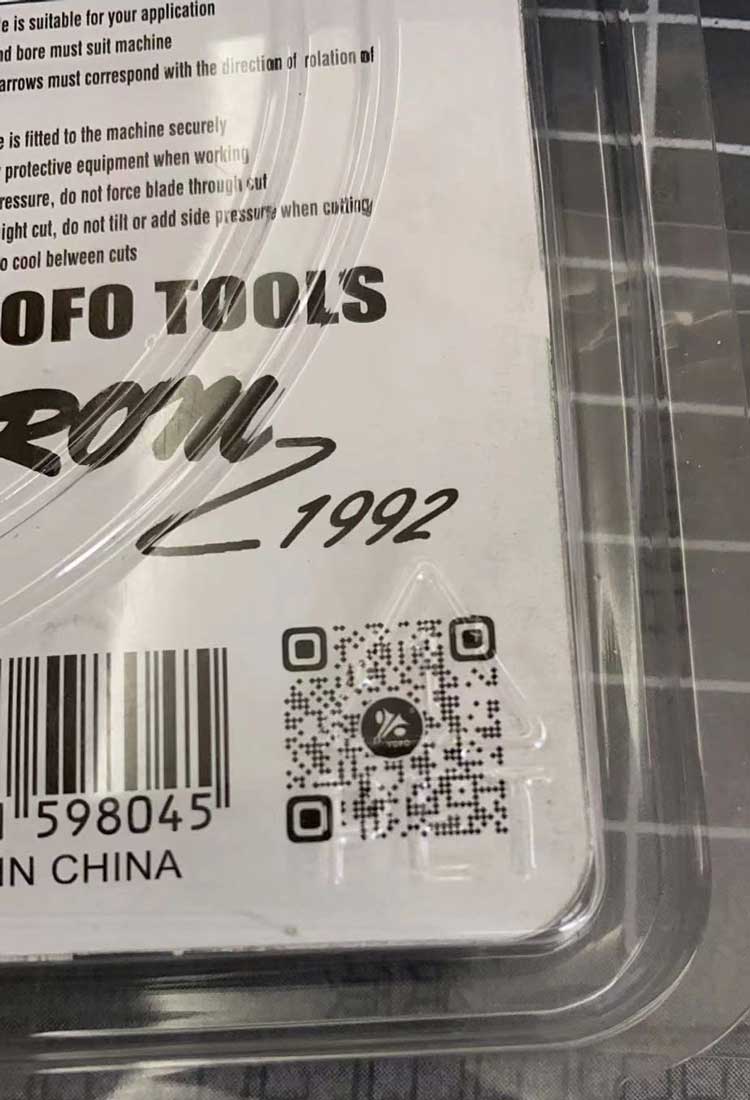 e is suitable for your application
nd bore must suit machine
arrows must correspond with the direction of rolation of
e is fitted to the machine securely
protective equipment when working
ressure, do not force blade through cut
ight cut, do not tilt or add side pressure when cutting
o cool belween cuts
OFO TOOLS
ROM
1992
598045
IN CHINA